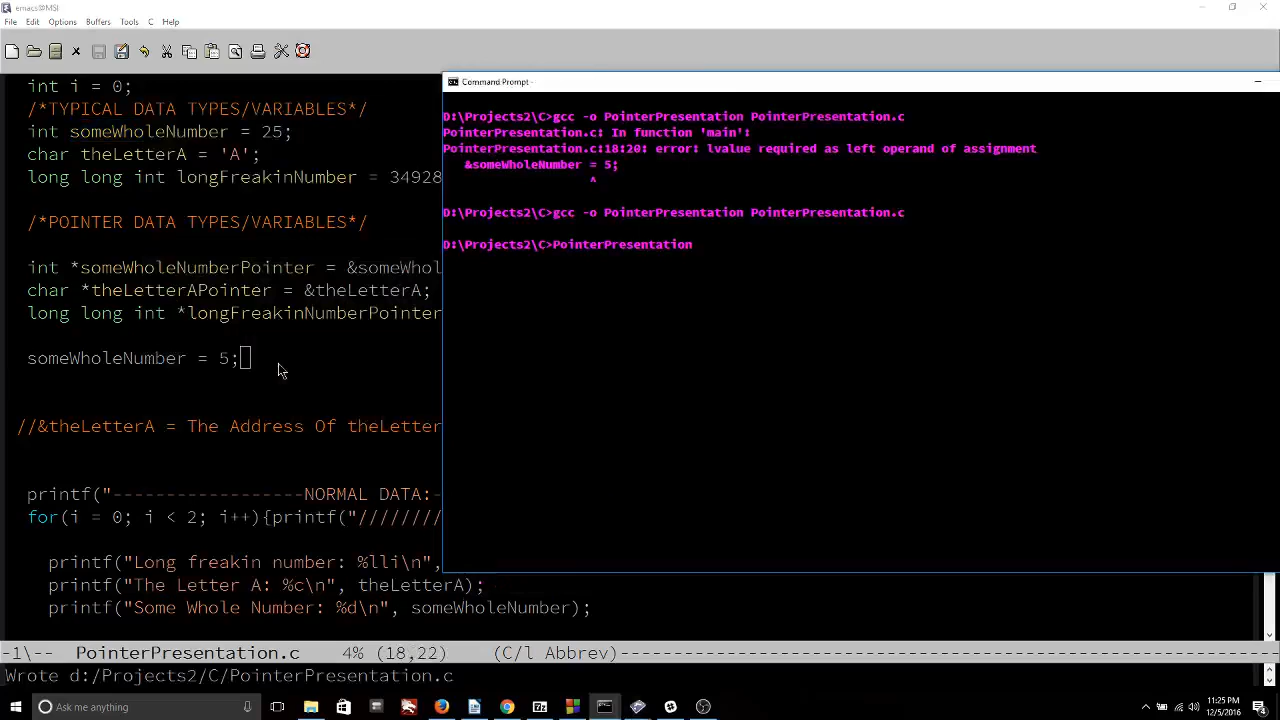 emacs@MSI
File Edit Options Buffers Tools C Help
int i = 0;
/*TYPICAL DATA TYPES/VARIABLES*/
int someWholeNumber = 25;
char theLetterA = 'A';
long long int longFreakinNumber = 34928
/*POINTER DATA TYPES/VARIABLES*/
int *someWholeNumberPointer = &someWhol
char *theLetterAPointer = &theLetterA;
long long int *longFreakinNumberPointer
someWholeNumber = 5;
//&theLetterA = The Address Of theLetter
printf("------------------NORMAL DATA:-
for(i = 0; i < 2; i++){printf("////////
printf("Long freakin number: %lli\n",
printf("The Letter A: %c\n", theLetterA);
printf("Some Whole Number: %d\n", someWholeNumber);
-1\-- PointerPresentation.c 4% (18,22) (C/l Abbrev)--------------------------------------------------------------
Wrote d:/Projects2/C/PointerPresentation.c
Command Prompt -
D:\Projects2\C>gcc -o PointerPresentation PointerPresentation.c
PointerPresentation.c: In function 'main':
PointerPresentation.c:18:20: error: lvalue required as left operand of assignment
&someWholeNumber = 5;
^
D:\Projects2\C>gcc -o PointerPresentation PointerPresentation.c
D:\Projects2\C>PointerPresentation
Ask me anything
11:25 PM
12/5/2016